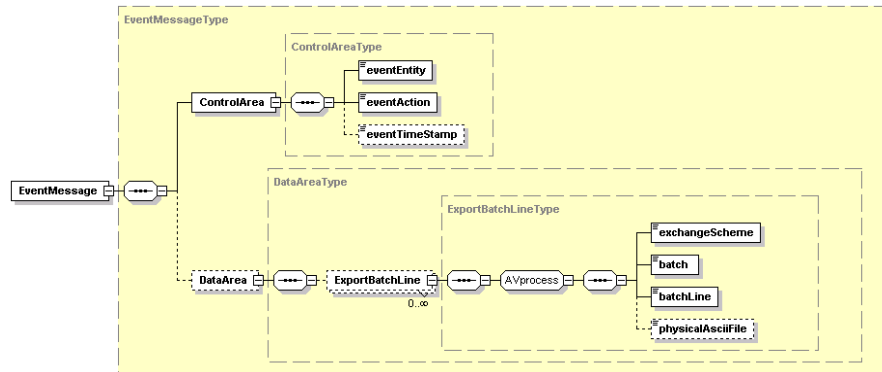 EventMessageType
ControlAreaType
eventEntity
ControlArea
eventAction
eventTimeStamp
EventMessage
DataAreaType
ExportBatchLineType
exchangeScheme
batch
DataArea
ExportBatchLine
AVprocess
0..∞
batchLine
physicalAsciiFile